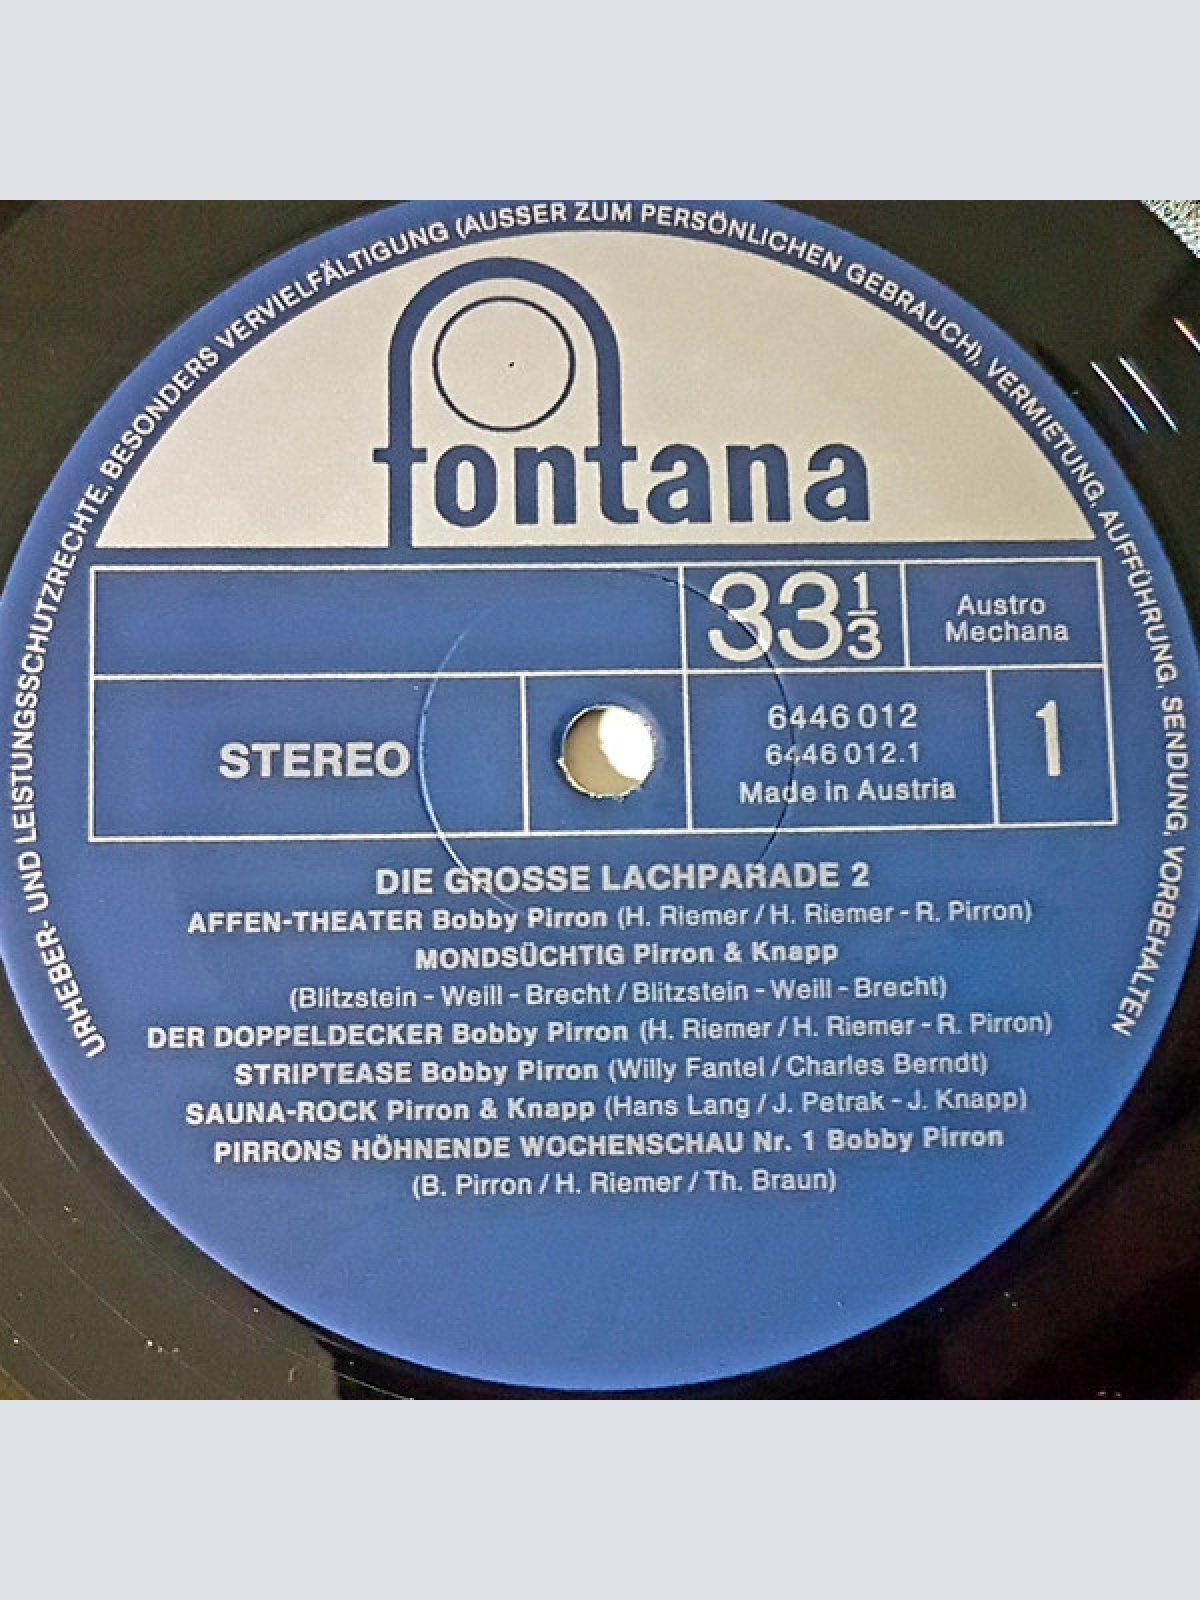 URHEBER- UND LEISTUNGSSCHUTZRECHTE, BESONDERS VERVIELFÄLTIGUNG (AUSSER ZUM PERSÖNLICHEN GEBRAUCH), VERMIETUNG, AUFFÜHRUNG, SENDUNG, VORBEHALTEN
fontana
33 1/3
Austro
Mechana
STEREO
6446 012
6446 012.1
Made in Austria
1
DIE GROSSE LACHPARADE 2
AFFEN-THEATER Bobby Pirron (H. Riemer / H. Riemer - R. Pirron)
MONDSÜCHTIG Pirron & Knapp
(Blitzstein - Weill - Brecht / Blitzstein - Weill - Brecht)
DER DOPPELDECKER Bobby Pirron (H. Riemer / H. Riemer - R. Pirron)
STRIPTEASE Bobby Pirron (Willy Fantel / Charles Berndt)
SAUNA-ROCK Pirron & Knapp (Hans Lang / J. Petrak - J. Knapp)
PIRRONS HÖHNENDE WOCHENSCHAU Nr. 1 Bobby Pirron
(B. Pirron / H. Riemer / Th. Braun)